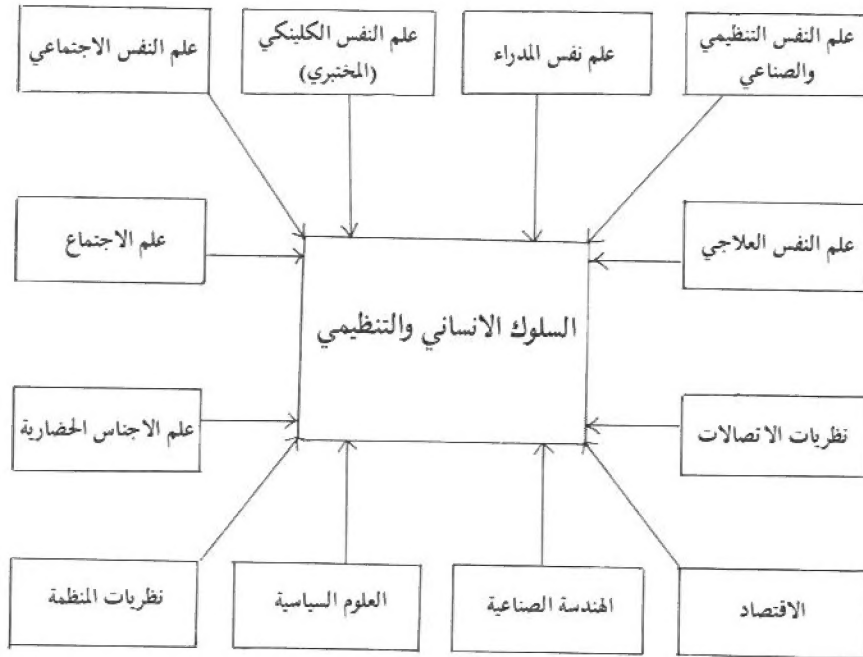 علم النفس التنظيمي
والصناعي
علم نفس المدراء
علم النفس الكلينكي
(المختبري)
علم النفس الاجتماعي
علم النفس العلاجي
علم الاجتماع
السلوك الانساني والتنظيمي
نظريات الاتصالات
علم الاجناس الحضارية
الاقتصاد
الهندسة الصناعية
العلوم السياسية
نظريات المنظمة